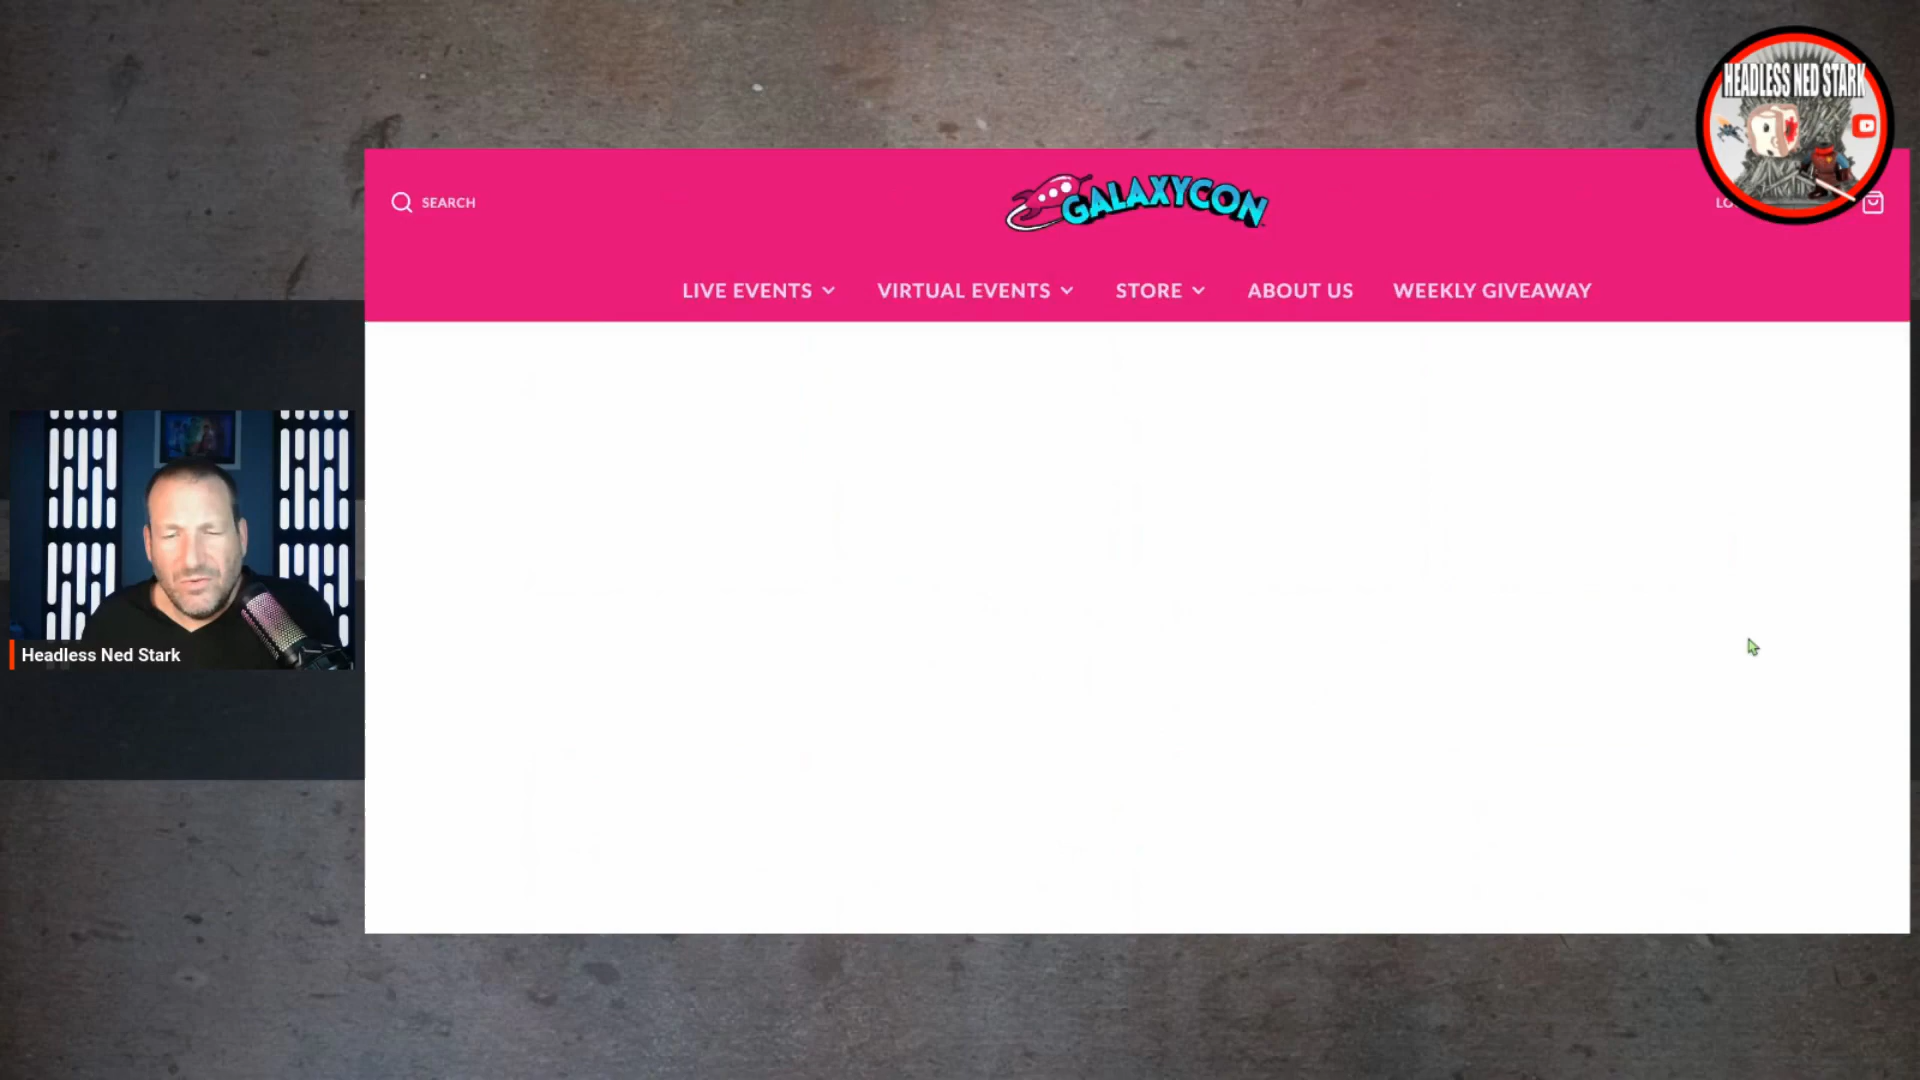 HEADLESS NED STARK
SEARCH
GALAXYCON
LIVE EVENTS
VIRTUAL EVENTS
STORE
ABOUT US
WEEKLY GIVEAWAY
Headless Ned Stark